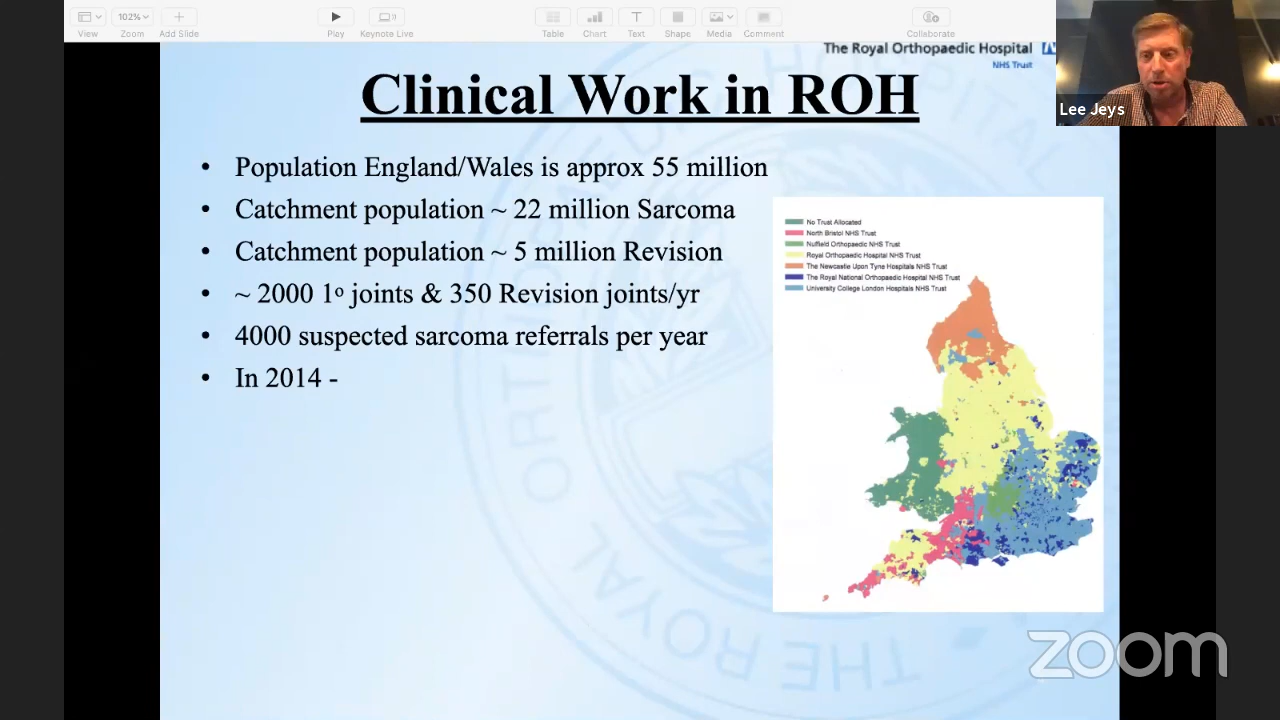 102%
View
Zoom
Add Slide
Play
Keynote Live
Table
Chart
Text
Shape
Media
Comment
Collaborate
The Royal Orthopaedic Hospital
NHS Trust
Clinical Work in ROH
Lee Jeys
• Population England/Wales is approx 55 million
• Catchment population ~ 22 million Sarcoma
• Catchment population ~ 5 million Revision
• ~ 2000 1º joints & 350 Revision joints/yr
• 4000 suspected sarcoma referrals per year
• In 2014 -
No Trust Allocated
North Bristol NHS Trust
Nuffield Orthopaedic NHS Trust
Royal Orthopaedic Hospital NHS Trust
The Newcastle Upon Tyne Hospitals NHS Trust
The Royal National Orthopaedic Hospital NHS Trust
University College London Hospitals NHS Trust
THE ROYAL ORTH
HOSPITAL
zoom